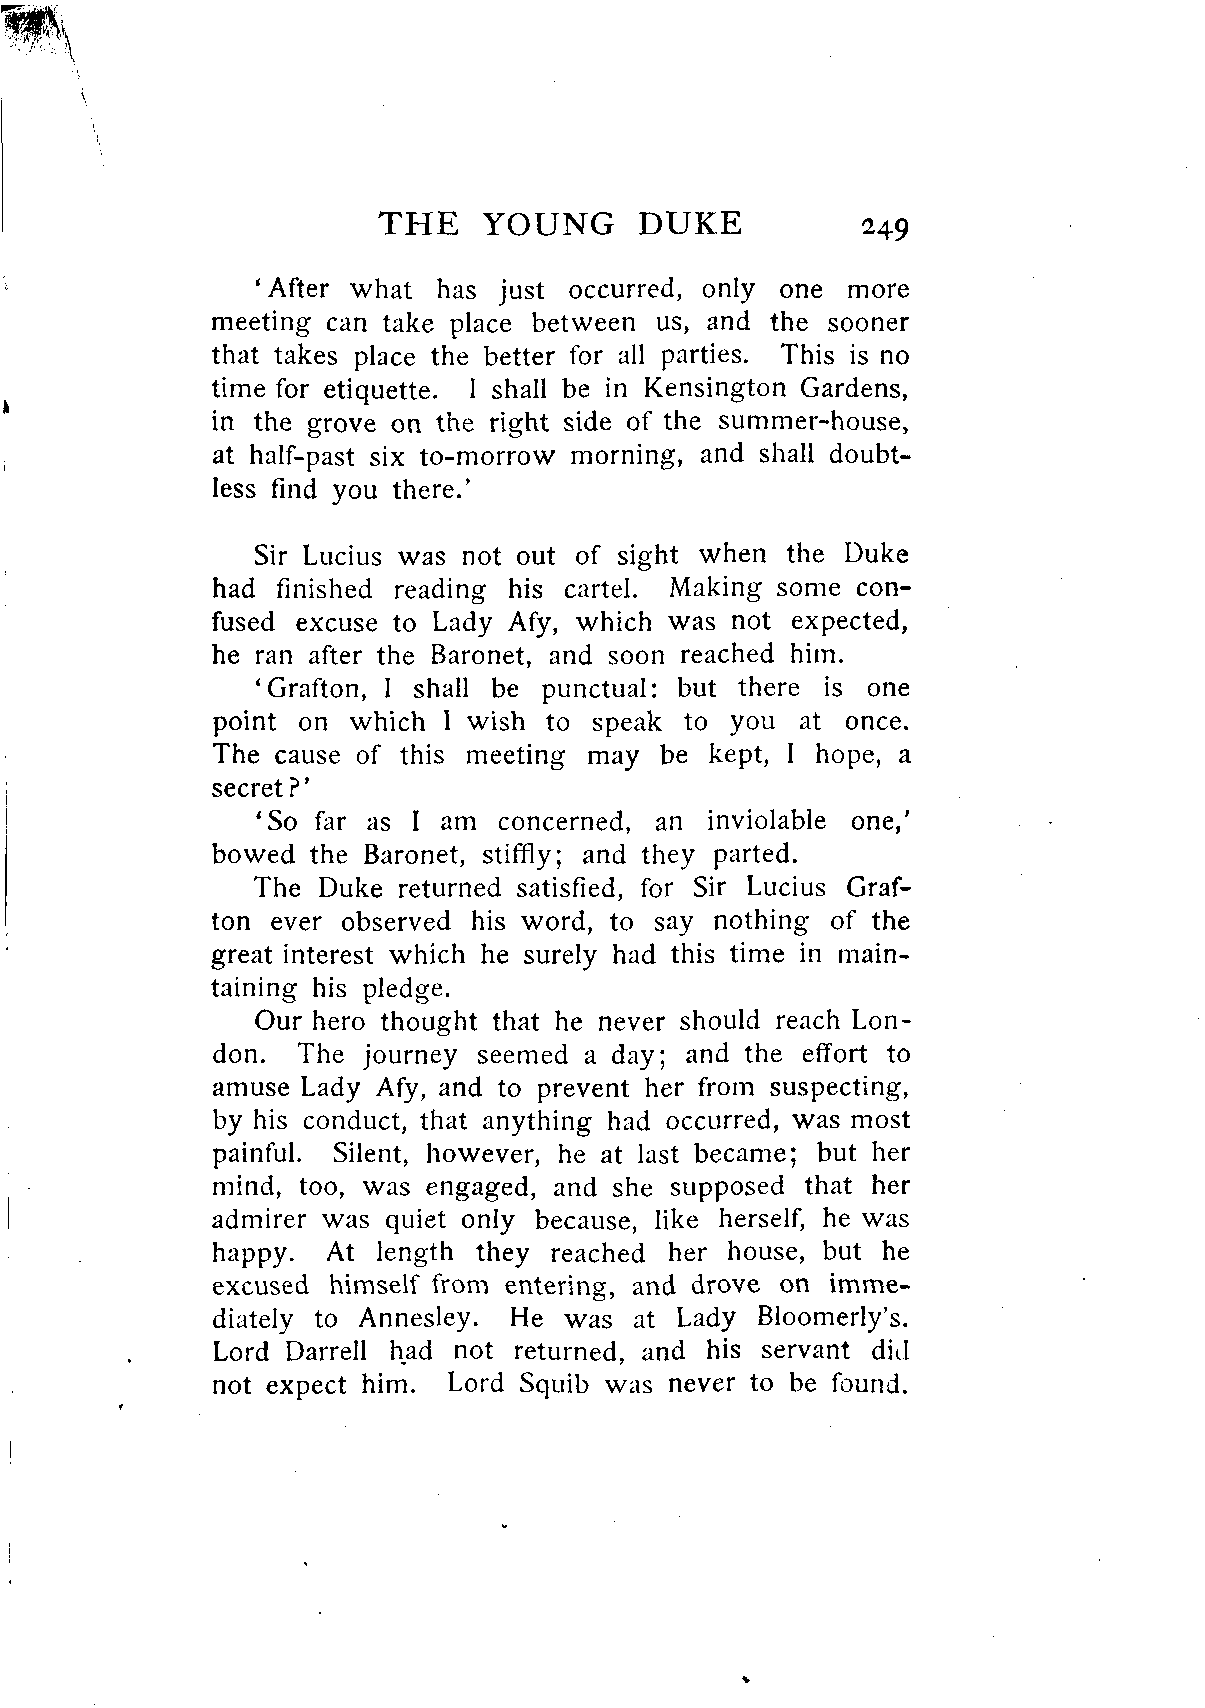 THE YOUNG DUKE 249
'After what has just occurred, only one more
meeting can take place between us, and the sooner
that takes place the better for all parties. This is no
time for etiquette. I shall be in Kensington Gardens,
in the grove on the right side of the summer-house,
at half-past six to-morrow morning, and shall doubt-
less find you there.'
Sir Lucius was not out of sight when the Duke
had finished reading his cartel. Making some con-
fused excuse to Lady Afy, which was not expected,
he ran after the Baronet, and soon reached him.
'Grafton, I shall be punctual: but there is one
point on which I wish to speak to you at once.
The cause of this meeting may be kept, I hope, a
secret?'
'So far as I am concerned, an inviolable one,'
bowed the Baronet, stiffly; and they parted.
The Duke returned satisfied, for Sir Lucius Graf-
ton ever observed his word, to say nothing of the
great interest which he surely had this time in main-
taining his pledge.
Our hero thought that he never should reach Lon-
don. The journey seemed a day; and the effort to
amuse Lady Afy, and to prevent her from suspecting,
by his conduct, that anything had occurred, was most
painful. Silent, however, he at last became; but her
mind, too, was engaged, and she supposed that her
admirer was quiet only because, like herself, he was
happy. At length they reached her house, but he
excused himself from entering, and drove on imme-
diately to Annesley. He was at Lady Bloomerly's.
Lord Darrell had not returned, and his servant did
not expect him. Lord Squib was never to be found.